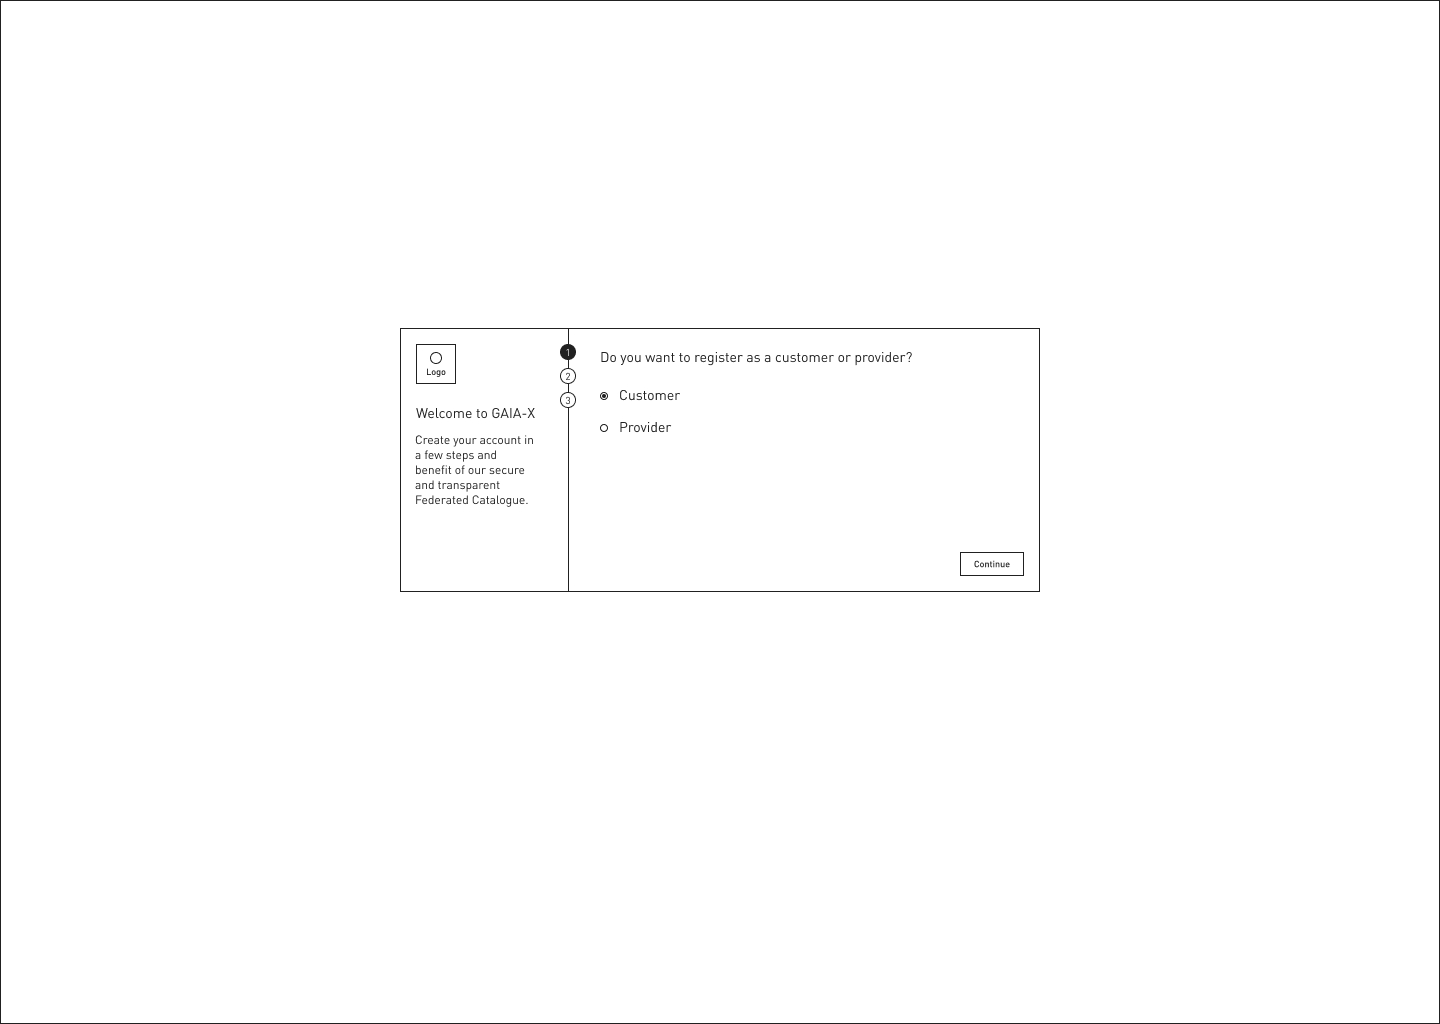 Logo
Welcome to GAIA-X
Create your account in
a few steps and
benefit of our secure
and transparent
Federated Catalogue.
1
2
3
Do you want to register as a customer or provider?
Customer
Provider
Continue